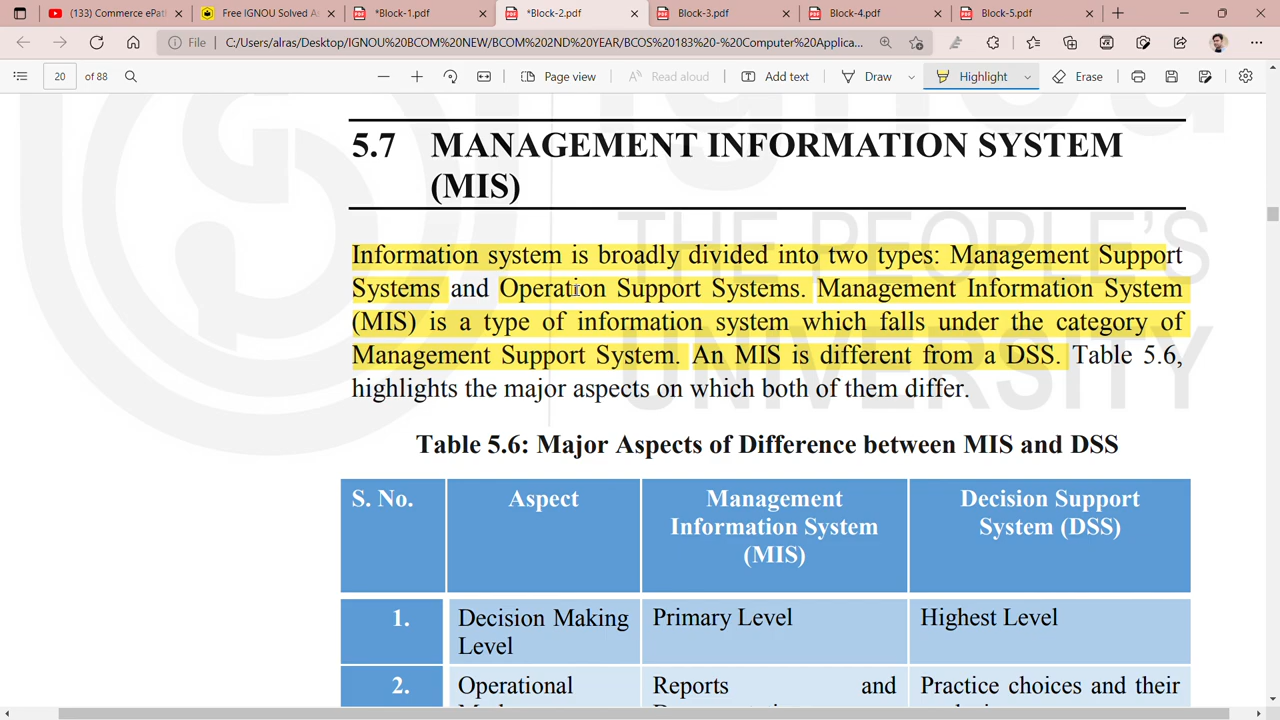 (133) Commerce ePath
Free IGNOU Solved As
*Block-1.pdf
*Block-2.pdf
Block-3.pdf
Block-4.pdf
Block-5.pdf
File
C:/Users/alras/Desktop/IGNOU%20BCOM%20NEW/BCOM%202ND%20YEAR/BCOS%20183%20-%20Computer%20Applica...
20 of 88
Page view
Read aloud
Add text
Draw
Highlight
Erase
5.7 MANAGEMENT INFORMATION SYSTEM
(MIS)
THE PEOPLE'S
UNIVERSITY
Information system is broadly divided into two types: Management Support
Systems and Operation Support Systems. Management Information System
(MIS) is a type of information system which falls under the category of
Management Support System. An MIS is different from a DSS. Table 5.6,
highlights the major aspects on which both of them differ.
Table 5.6: Major Aspects of Difference between MIS and DSS
S. No. Aspect Management Information System (MIS) Decision Support System (DSS)
1. Decision Making Level Primary Level Highest Level
2. Operational Reports and Practice choices and their